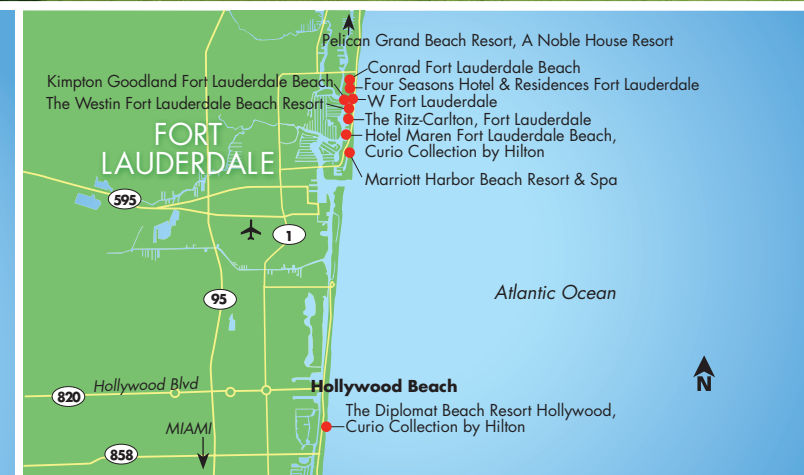 Pelican Grand Beach Resort, A Noble House Resort
Conrad Fort Lauderdale Beach
Kimpton Goodland Fort Lauderdale Beach
Four Seasons Hotel & Residences Fort Lauderdale
The Westin Fort Lauderdale Beach Resort
W Fort Lauderdale
The Ritz-Carlton, Fort Lauderdale
Hotel Maren Fort Lauderdale Beach,
Curio Collection by Hilton
Marriott Harbor Beach Resort & Spa
FORT
LAUDERDALE
595
1
95
Atlantic Ocean
N
Hollywood Blvd
820
Hollywood Beach
The Diplomat Beach Resort Hollywood,
Curio Collection by Hilton
MIAMI
858